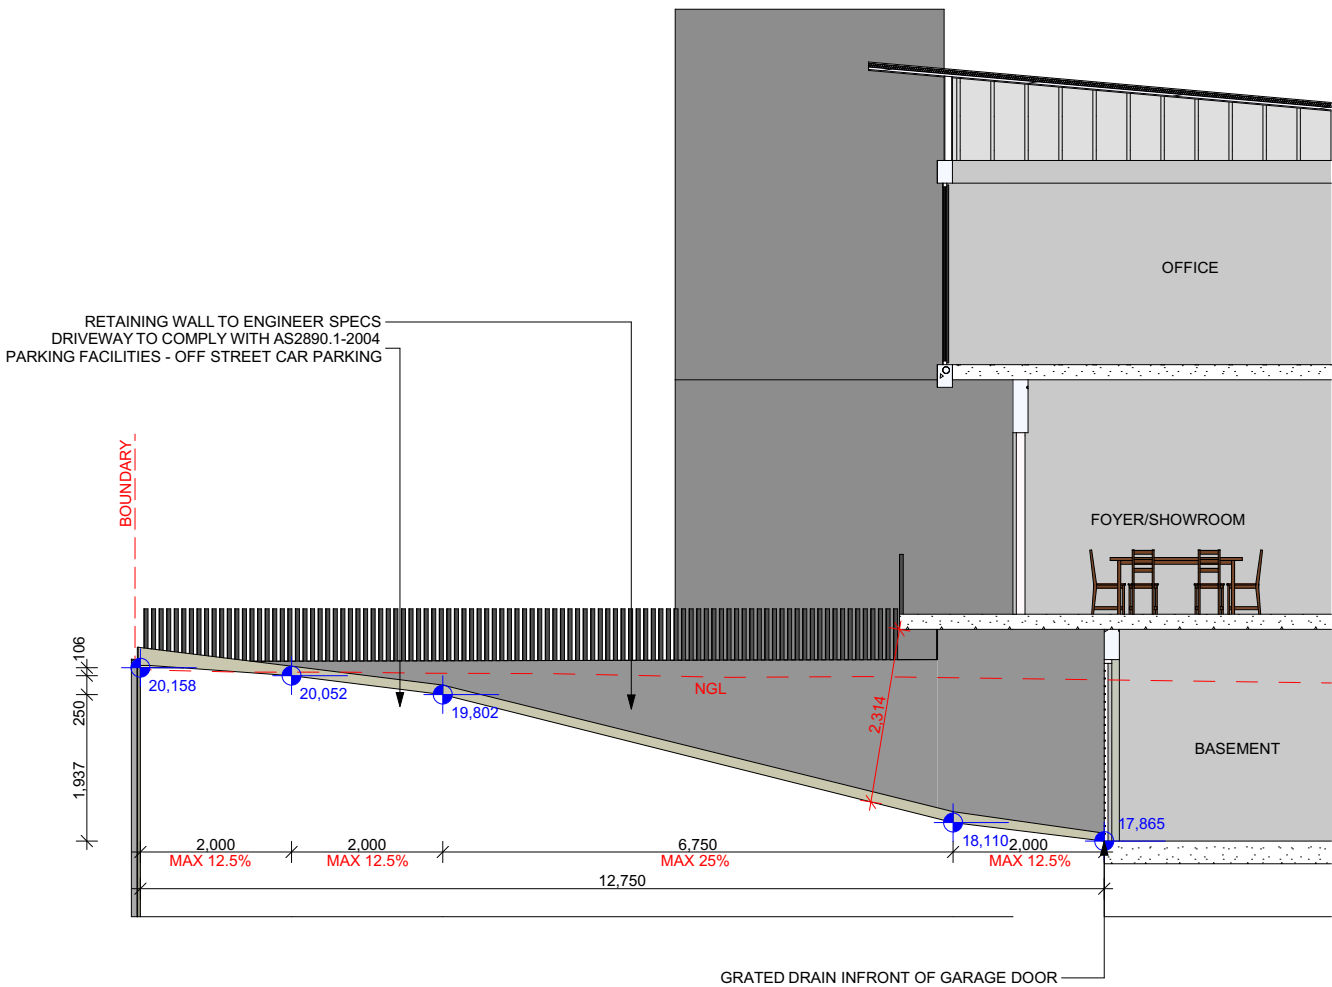 OFFICE
RETAINING WALL TO ENGINEER SPECS
DRIVEWAY TO COMPLY WITH AS2890.1-2004
PARKING FACILITIES - OFF STREET CAR PARKING
BOUNDARY
FOYER/SHOWROOM
106
250
1,937
20,158
20,052
19,802
NGL
2,314
BASEMENT
17,865
18,110
2,000
MAX 12.5%
2,000
MAX 12.5%
6,750
MAX 25%
2,000
MAX 12.5%
12,750
GRATED DRAIN INFRONT OF GARAGE DOOR